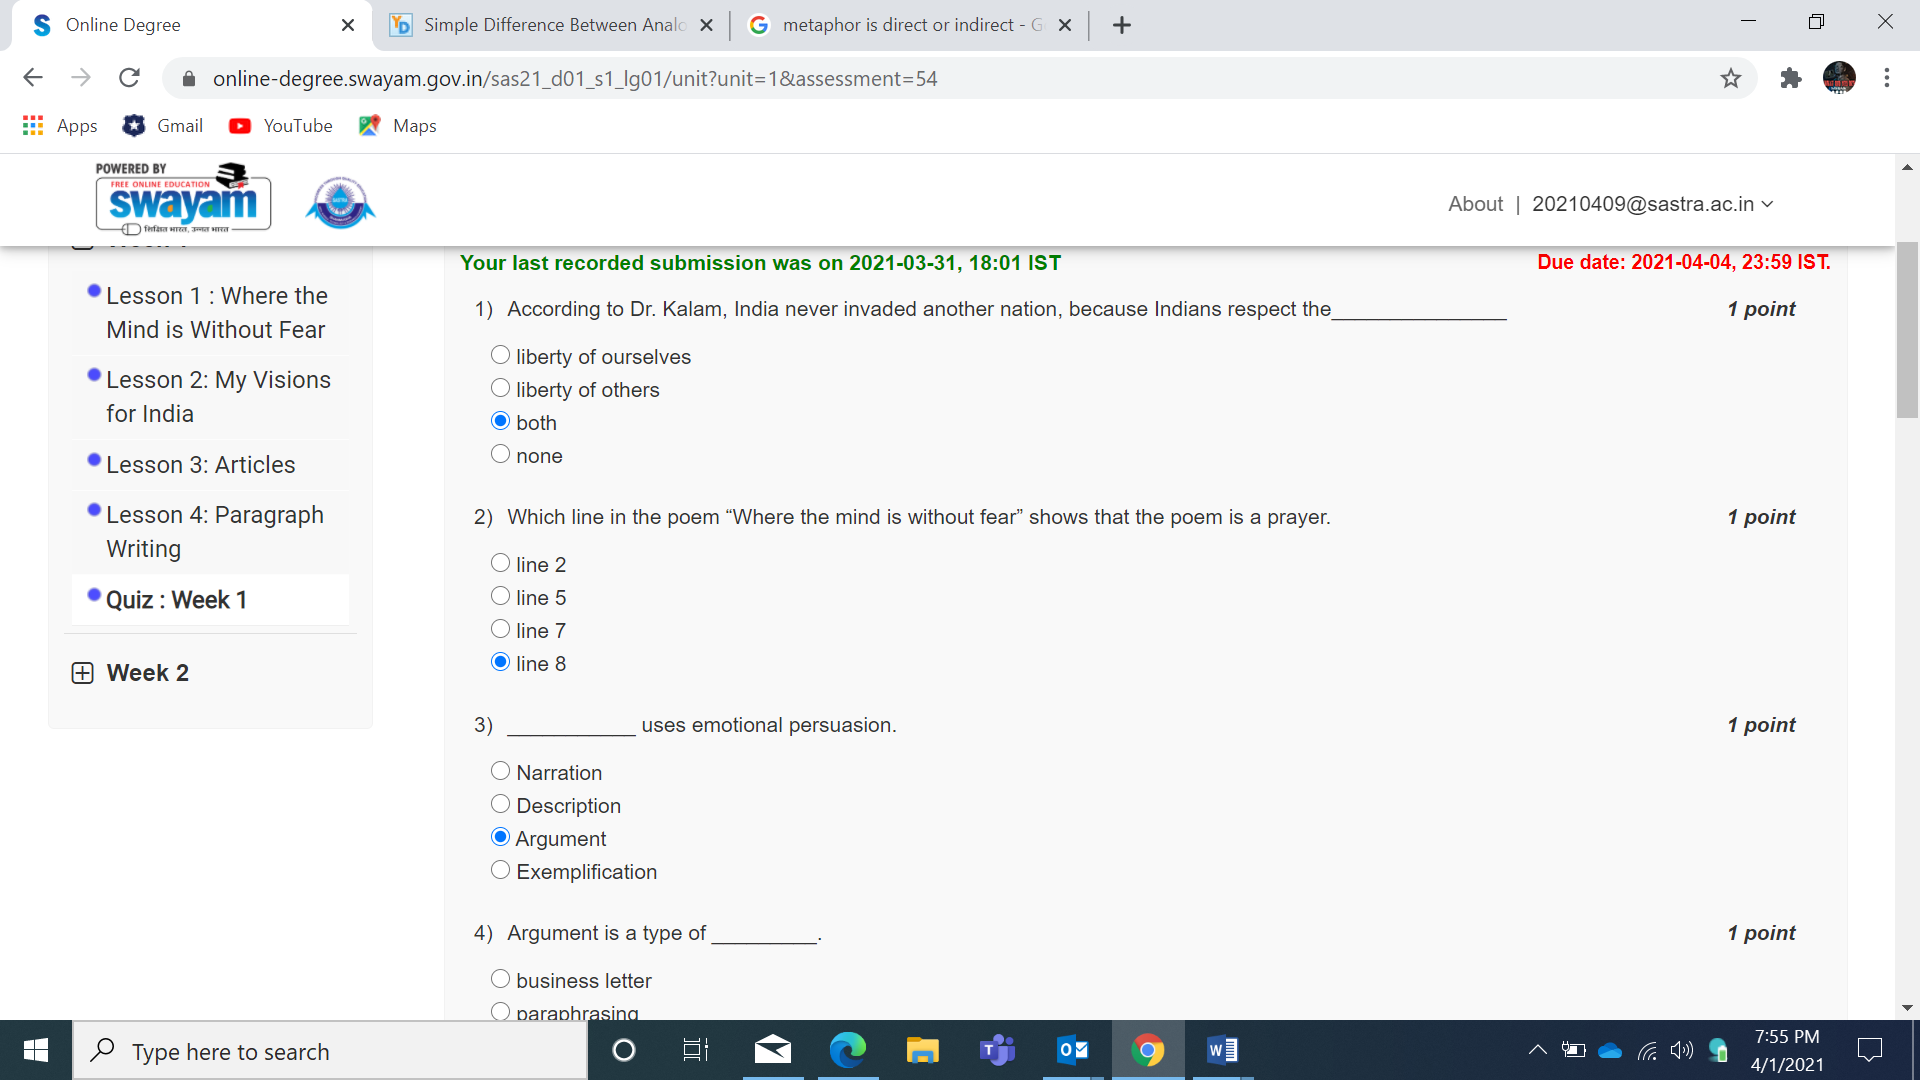 Online Degree
Simple Difference Between Analo
metaphor is direct or indirect - G
online-degree.swayam.gov.in/sas21_d01_s1_lg01/unit?unit=1&assessment=54
Apps
Gmail
YouTube
Maps
POWERED BY
FREE ONLINE EDUCATION
swayam
शिक्षित भारत, उन्नत भारत
About | 20210409@sastra.ac.in
Lesson 1 : Where the
Mind is Without Fear
Lesson 2: My Visions
for India
Lesson 3: Articles
Lesson 4: Paragraph
Writing
Quiz : Week 1
Week 2
Your last recorded submission was on 2021-03-31, 18:01 IST
Due date: 2021-04-04, 23:59 IST.
1) According to Dr. Kalam, India never invaded another nation, because Indians respect the________________
1 point
liberty of ourselves
liberty of others
both
none
2) Which line in the poem “Where the mind is without fear” shows that the poem is a prayer.
1 point
line 2
line 5
line 7
line 8
3) ____________ uses emotional persuasion.
1 point
Narration
Description
Argument
Exemplification
4) Argument is a type of __________.
1 point
business letter
paraphrasing
Type here to search
7:55 PM
4/1/2021